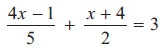 (4x − 1)/5 + (x + 4)/2 = 3